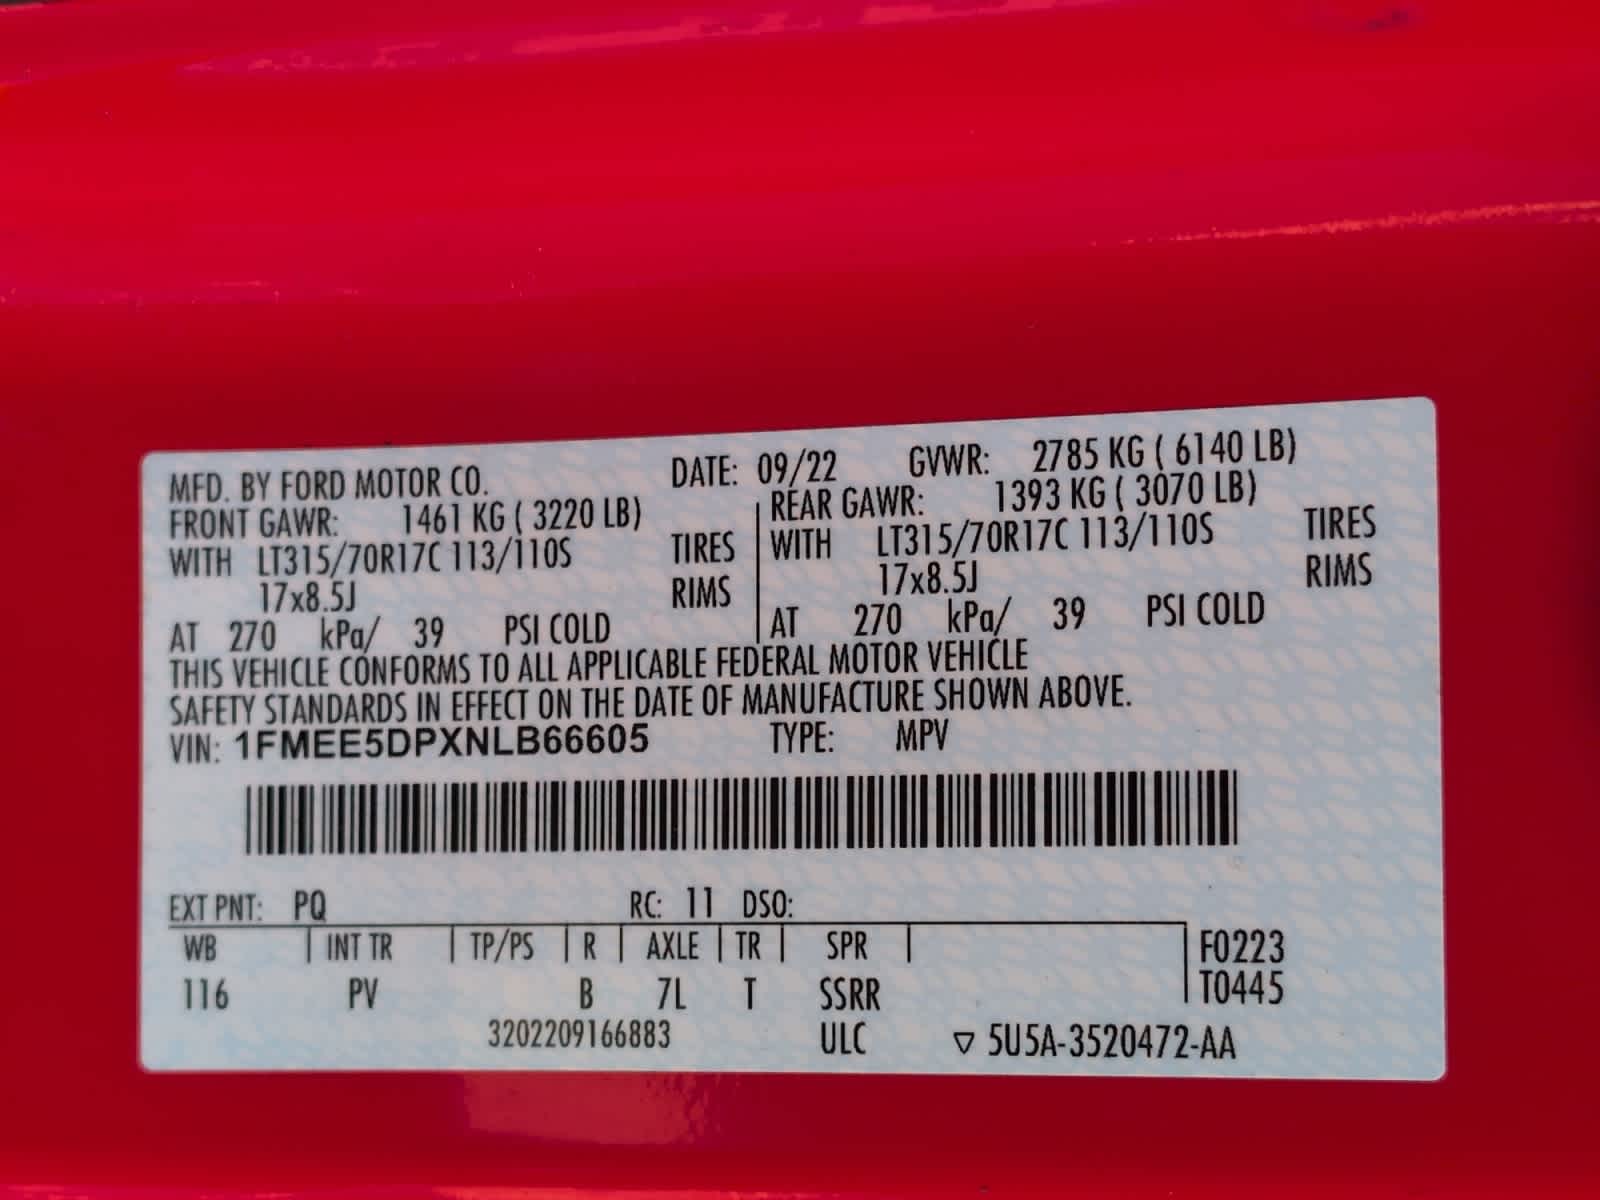 MFD. BY FORD MOTOR CO. DATE: 09/22 GVWR: 2785 KG ( 6140 LB)
FRONT GAWR: 1461 KG ( 3220 LB) REAR GAWR: 1393 KG ( 3070 LB)
WITH LT315/70R17C 113/110S TIRES WITH LT315/70R17C 113/110S TIRES
17x8.5J RIMS 17x8.5J RIMS
AT 270 kPa/ 39 PSI COLD AT 270 kPa/ 39 PSI COLD
THIS VEHICLE CONFORMS TO ALL APPLICABLE FEDERAL MOTOR VEHICLE
SAFETY STANDARDS IN EFFECT ON THE DATE OF MANUFACTURE SHOWN ABOVE.
VIN: 1FMEE5DPXNLB66605 TYPE: MPV
EXT PNT: PQ RC: 11 DSO:
WB INT TR TP/PS R AXLE TR SPR F0223
116 PV B 7L T SSRR T0445
3202209166883 ULC ▽ 5U5A-3520472-AA